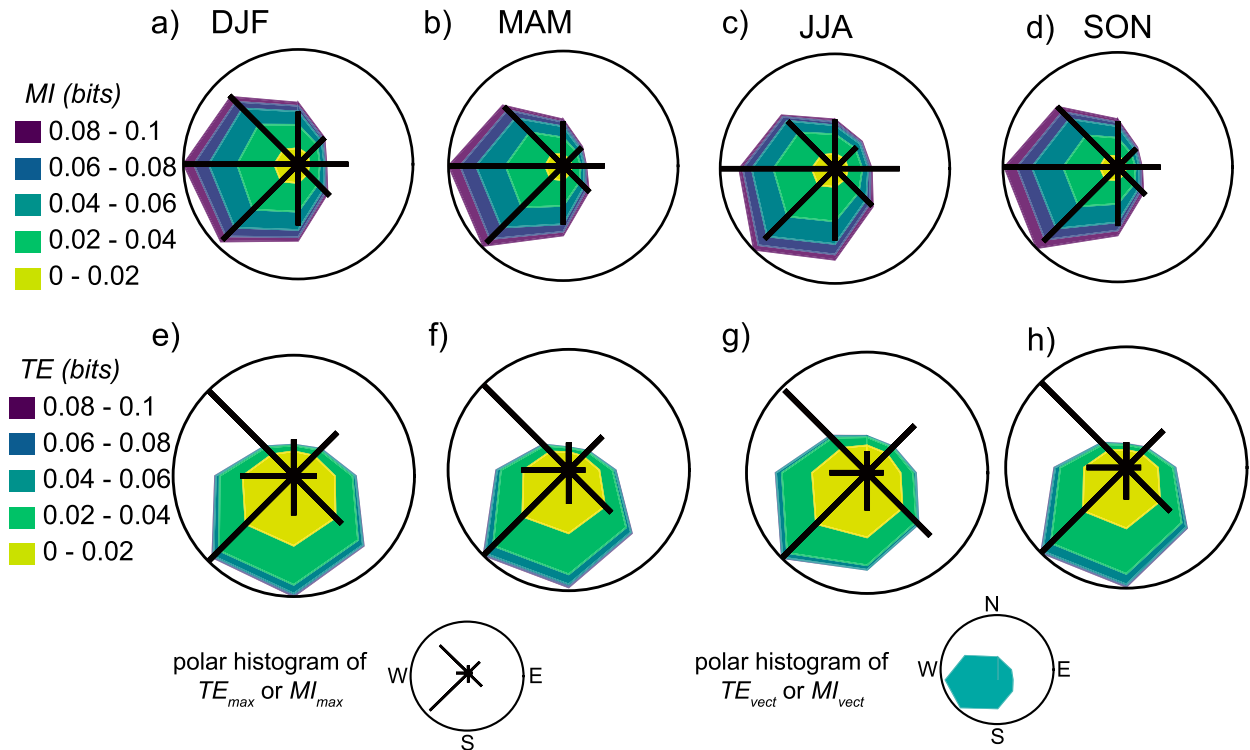 a) DJF
b) MAM
c) JJA
d) SON
MI (bits)
0.08 - 0.1
0.06 - 0.08
0.04 - 0.06
0.02 - 0.04
0 - 0.02
e)
f)
g)
h)
TE (bits)
0.08 - 0.1
0.06 - 0.08
0.04 - 0.06
0.02 - 0.04
0 - 0.02
polar histogram of
TEmax or MImax
W
E
S
polar histogram of
TEvect or MIvect
N
W
E
S